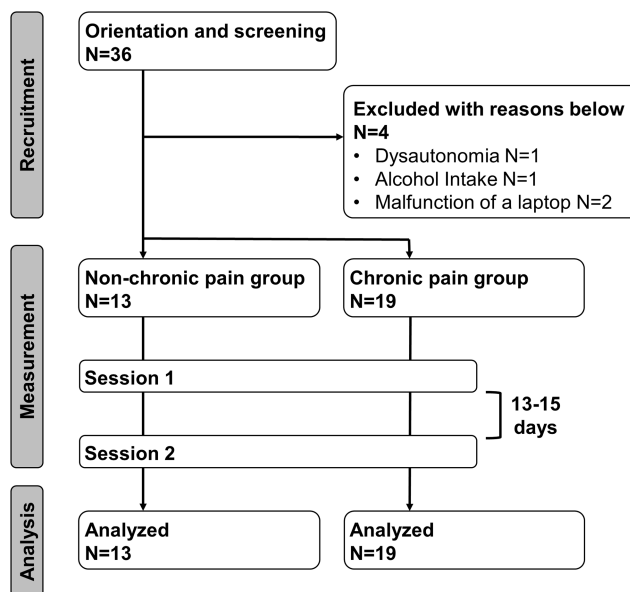 Recruitment
Orientation and screening
N=36
Excluded with reasons below
N=4
• Dysautonomia N=1
• Alcohol Intake N=1
• Malfunction of a laptop N=2
Measurement
Non-chronic pain group
N=13
Chronic pain group
N=19
Session 1
13-15
days
Session 2
Analysis
Analyzed
N=13
Analyzed
N=19